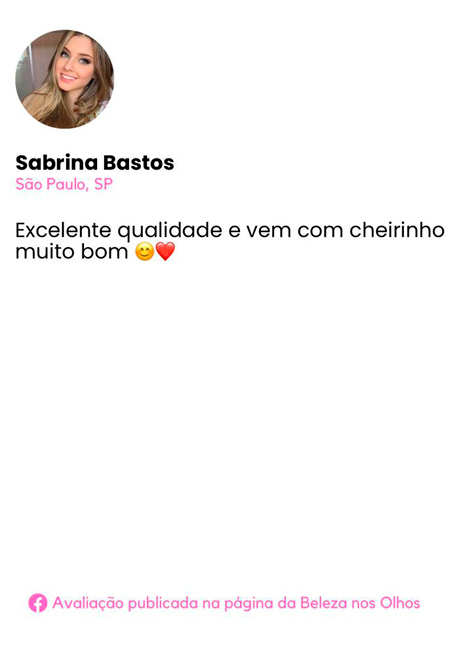 Sabrina Bastos
São Paulo, SP
Excelente qualidade e vem com cheirinho
muito bom 😊❤️
Avaliação publicada na página da Beleza nos Olhos